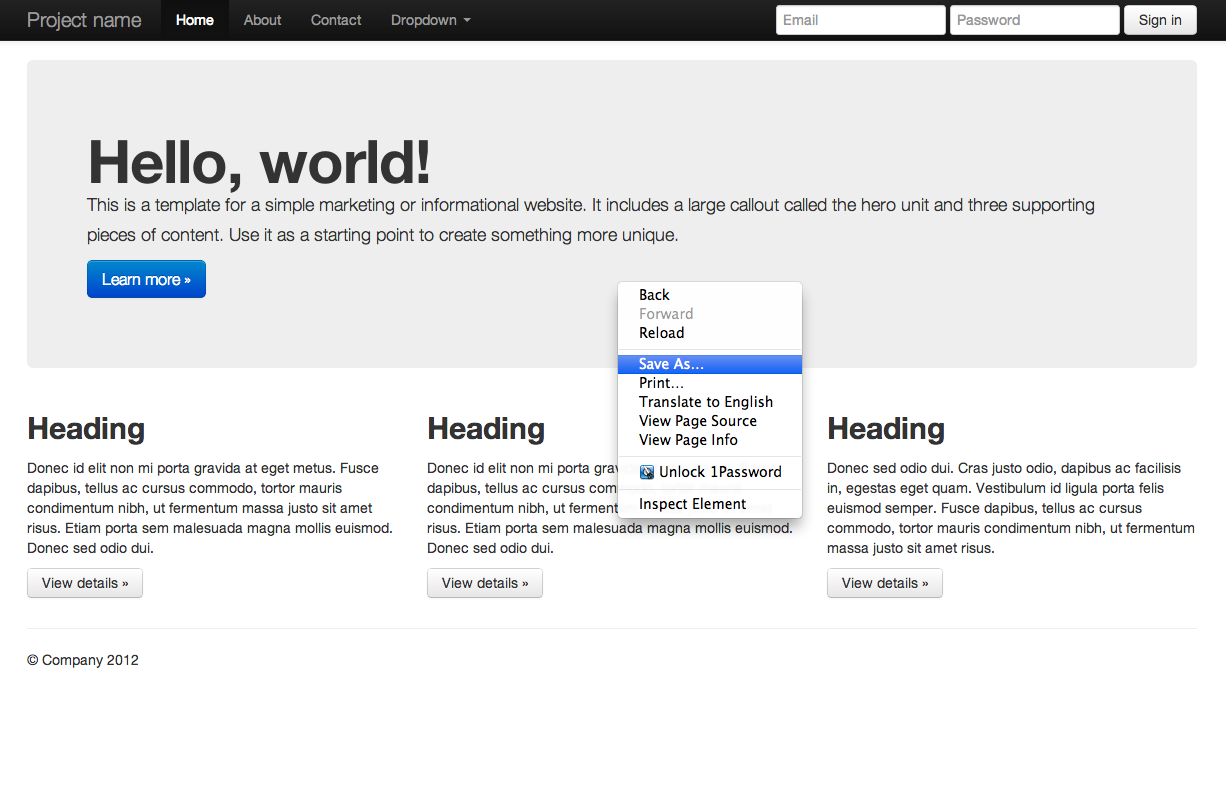 Project name Home About Contact Dropdown Email Password Sign in
Hello, world!
This is a template for a simple marketing or informational website. It includes a large callout called the hero unit and three supporting
pieces of content. Use it as a starting point to create something more unique.
Learn more »
Back
Forward
Reload
Save As...
Print...
Translate to English
View Page Source
View Page Info
Unlock 1Password
Inspect Element
Heading
Donec id elit non mi porta gravida at eget metus. Fusce
dapibus, tellus ac cursus commodo, tortor mauris
condimentum nibh, ut fermentum massa justo sit amet
risus. Etiam porta sem malesuada magna mollis euismod.
Donec sed odio dui.
View details »
Heading
Donec id elit non mi porta
dapibus, tellus ac cursus
condimentum nibh, ut
risus. Etiam porta sem malesuada magna mollis euismod.
Donec sed odio dui.
View details »
Heading
Donec sed odio dui. Cras justo odio, dapibus ac facilisis
in, egestas eget quam. Vestibulum id ligula porta felis
euismod semper. Fusce dapibus, tellus ac cursus
commodo, tortor mauris condimentum nibh, ut fermentum
massa justo sit amet risus.
View details »
© Company 2012